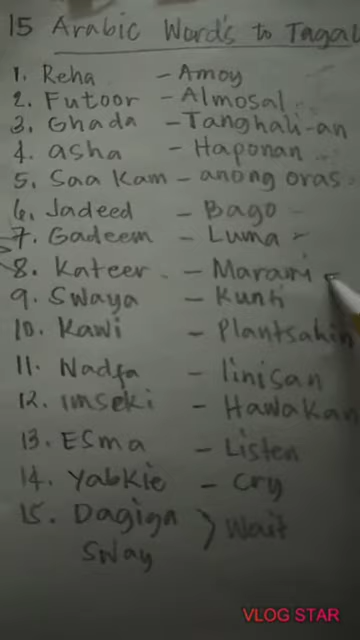 15 Arabic Word's to Tagal
1. Reha - Amoy
2. Futoor - Almosal
3. Ghada - Tanghali-an
4. asha - Haponan
5. Saa Kam - anong oras
6. Jadeed - Bago
7. Gadeem - Luma
8. Kateer - Marami
9. Swaya - Kunti
10. Kawi - Plantsahin
11. Nadfa - linisan
12. imseki - Hawakan
13. ESma - Listen
14. Yabkie - Cry
15. Dagiga } Wait
Sway
VLOG STAR